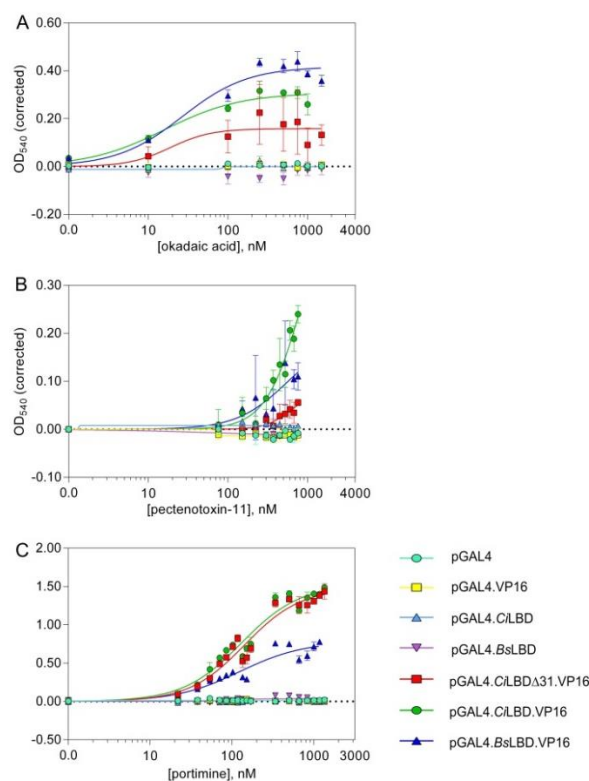 A
0.60
0.40
0.20
0.00
-0.20
OD540 (corrected)
0.0
10
100
1000
4000
[okadaic acid], nM
B
0.30
0.20
0.10
0.00
-0.10
OD540 (corrected)
0.0
10
100
1000
4000
[pectenotoxin-11], nM
C
2.00
1.50
1.00
0.50
0.00
-0.50
OD540 (corrected)
0.0
10
100
1000
4000
[portimine], nM
pGAL4
pGAL4.VP16
pGAL4.CiLBD
pGAL4.BsLBD
pGAL4.CiLBDΔ31.VP16
pGAL4.CiLBD.VP16
pGAL4.BsLBD.VP16